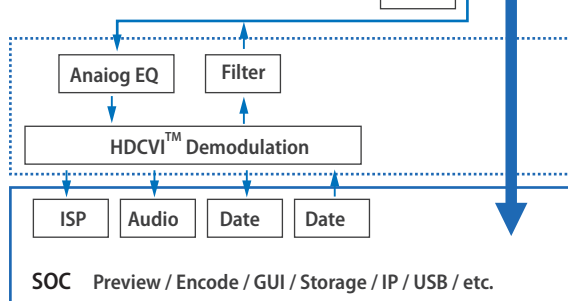 Anaiog EQ
Filter
HDCVI™ Demodulation
ISP
Audio
Date
Date
SOC Preview / Encode / GUI / Storage / IP / USB / etc.